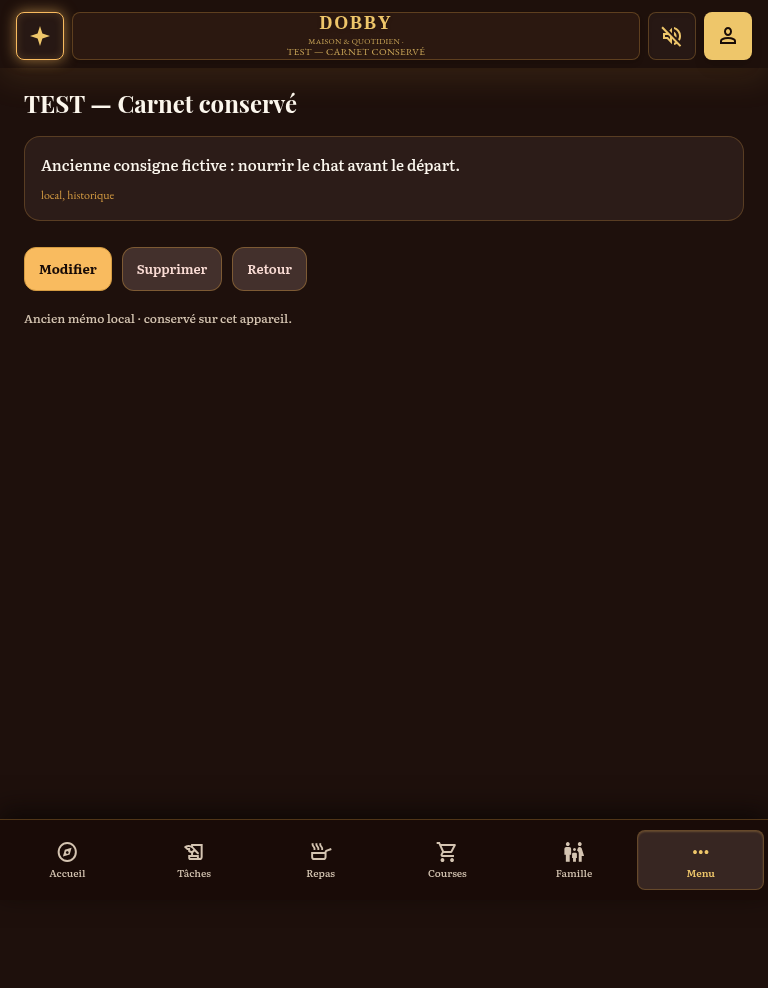 DOBBY
MAISON & QUOTIDIEN ·
TEST — CARNET CONSERVÉ
TEST — Carnet conservé
Ancienne consigne fictive : nourrir le chat avant le départ.
local, historique
Modifier
Supprimer
Retour
Ancien mémo local · conservé sur cet appareil.
Accueil
Tâches
Repas
Courses
Famille
Menu